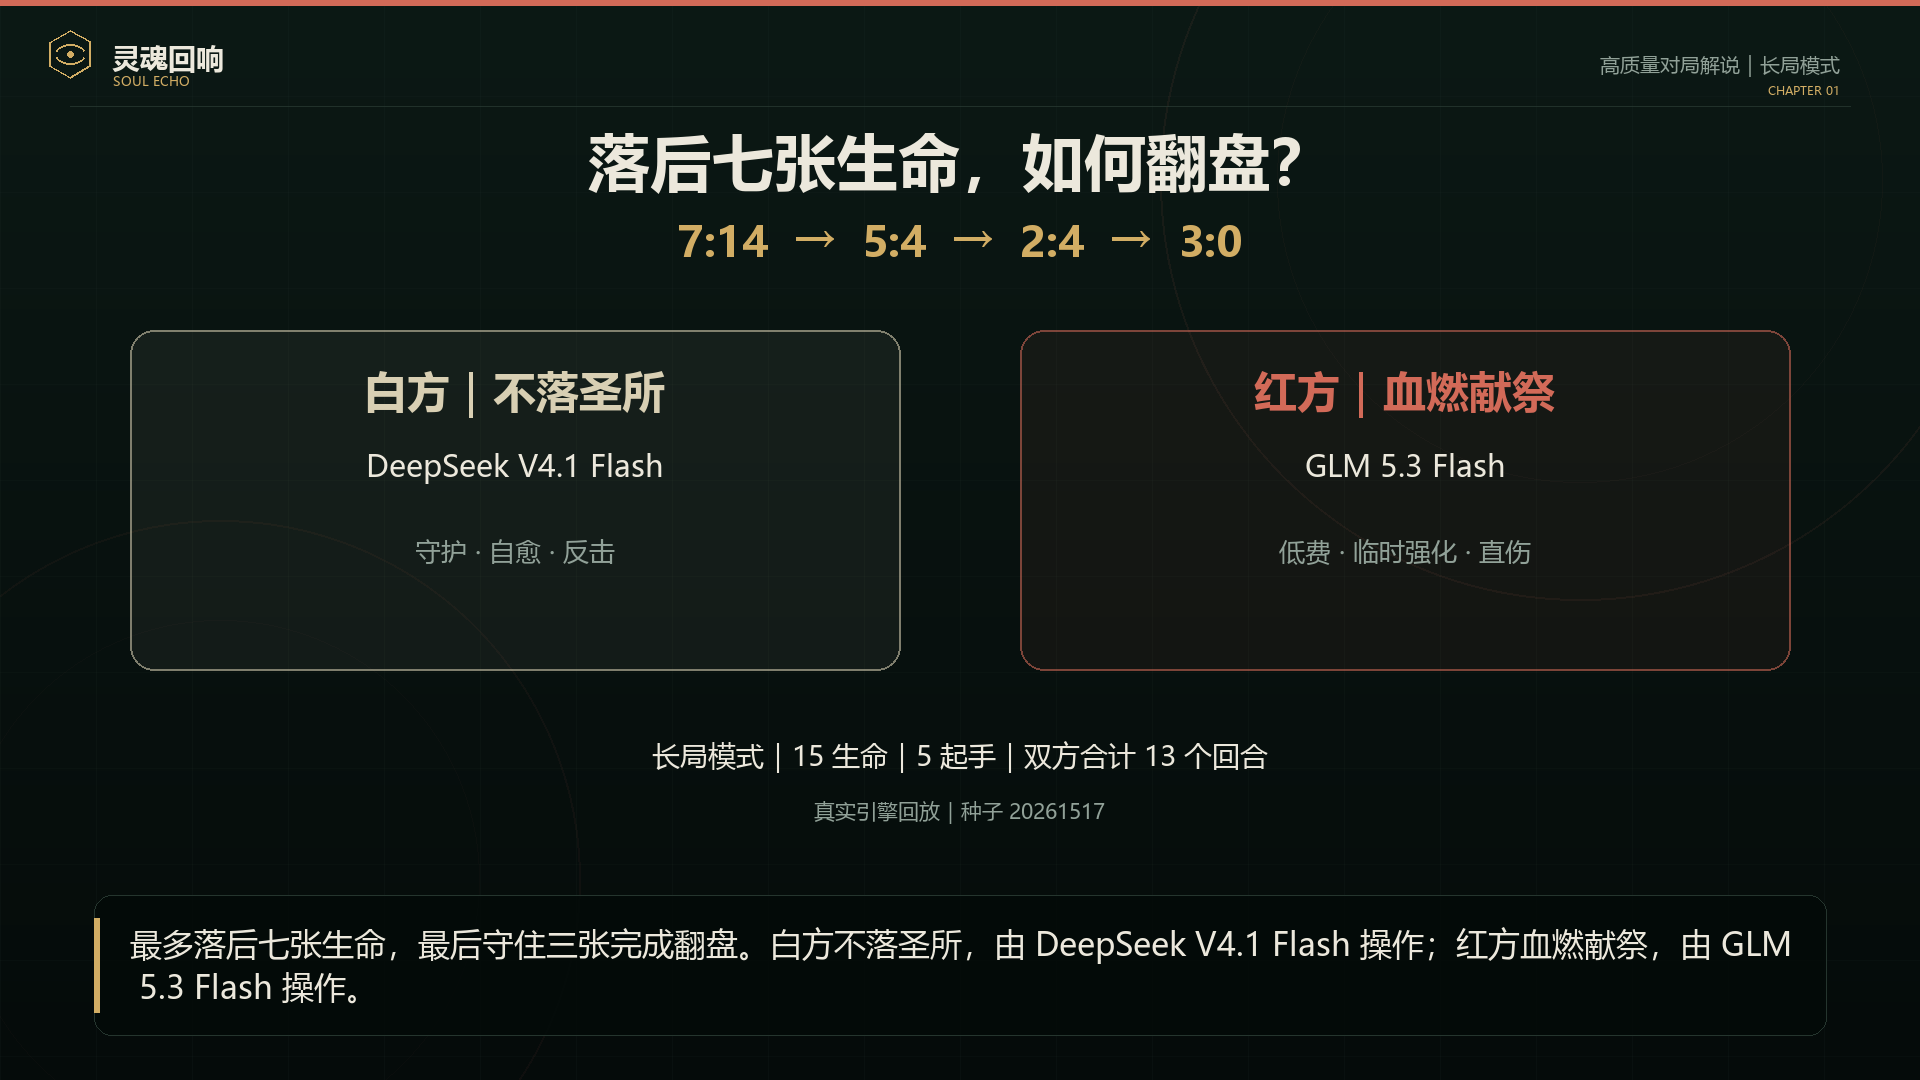 灵魂回响
SOUL ECHO
高质量对局解说｜长局模式
CHAPTER 01
落后七张生命，如何翻盘？
7:14 → 5:4 → 2:4 → 3:0
白方｜不落圣所
DeepSeek V4.1 Flash
守护 · 自愈 · 反击
红方｜血燃献祭
GLM 5.3 Flash
低费 · 临时强化 · 直伤
长局模式｜15 生命｜5 起手｜双方合计 13 个回合
真实引擎回放｜种子 20261517
最多落后七张生命，最后守住三张完成翻盘。白方不落圣所，由 DeepSeek V4.1 Flash 操作；红方血燃献祭，由 GLM
5.3 Flash 操作。